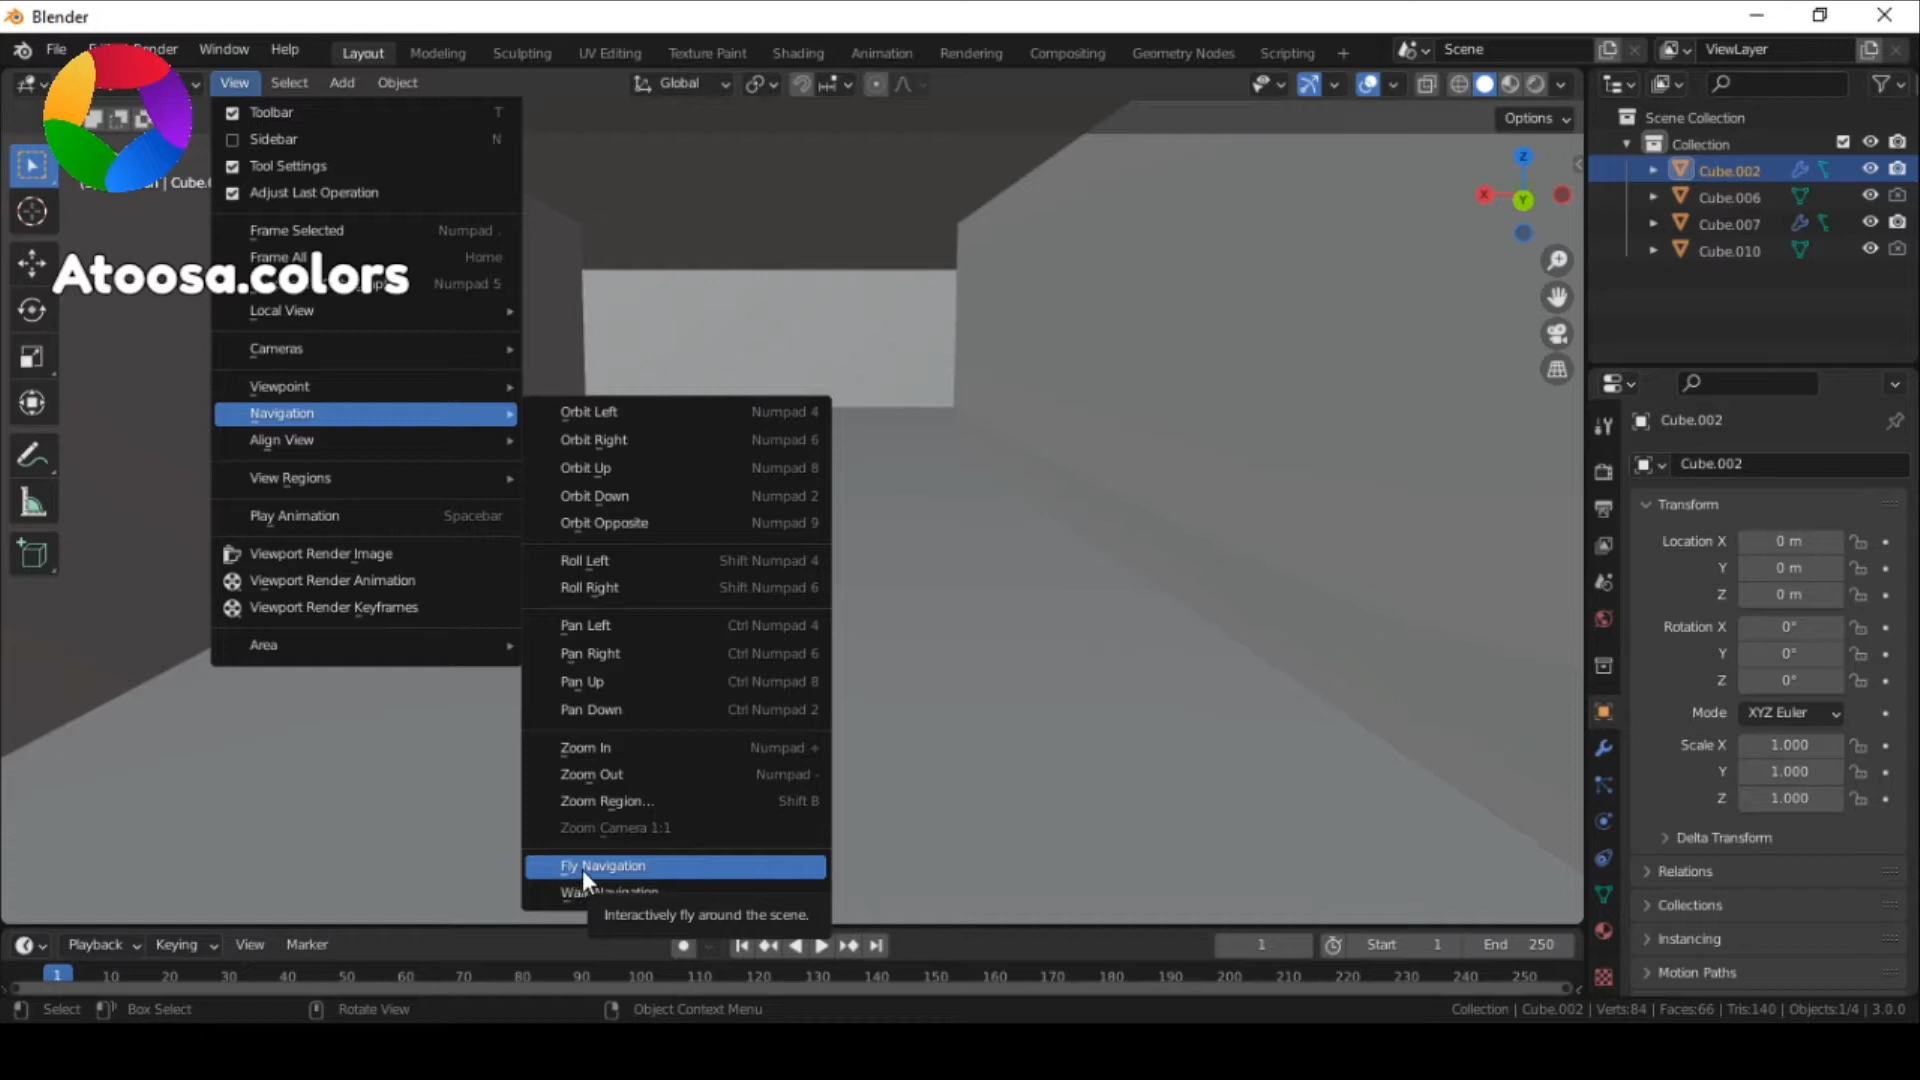 Blender
File
Render
Window
Help
Layout
Modeling
Sculpting
UV Editing
Texture Paint
Shading
Animation
Rendering
Compositing
Geometry Nodes
Scripting
Scene
ViewLayer
View
Select
Add
Object
Global
Options
Toolbar T
Sidebar N
Tool Settings
Adjust Last Operation
Frame Selected Numpad .
Frame All Home
Numpad 5
Local View
Cameras
Viewpoint
Navigation
Align View
View Regions
Play Animation Spacebar
Viewport Render Image
Viewport Render Animation
Viewport Render Keyframes
Area
Atoosa.colors
| Cube.0
Orbit Left Numpad 4
Orbit Right Numpad 6
Orbit Up Numpad 8
Orbit Down Numpad 2
Orbit Opposite Numpad 9
Roll Left Shift Numpad 4
Roll Right Shift Numpad 6
Pan Left Ctrl Numpad 4
Pan Right Ctrl Numpad 6
Pan Up Ctrl Numpad 8
Pan Down Ctrl Numpad 2
Zoom In Numpad +
Zoom Out Numpad -
Zoom Region... Shift B
Zoom Camera 1:1
Fly Navigation
Walk Navigation
Interactively fly around the scene.
Z
X
Y
Scene Collection
Collection
Cube.002
Cube.006
Cube.007
Cube.010
Cube.002
Cube.002
Transform
Location X 0 m
Y 0 m
Z 0 m
Rotation X 0°
Y 0°
Z 0°
Mode XYZ Euler
Scale X 1.000
Y 1.000
Z 1.000
Delta Transform
Relations
Collections
Instancing
Motion Paths
Playback
Keying
View
Marker
1
Start 1
End 250
1 10 20 30 40 50 60 70 80 90 100 110 120 130 140 150 160 170 180 190 200 210 220 230 240 250
Select
Box Select
Rotate View
Object Context Menu
Collection | Cube.002 | Verts:84 | Faces:66 | Tris:140 | Objects:1/4 | 3.0.0